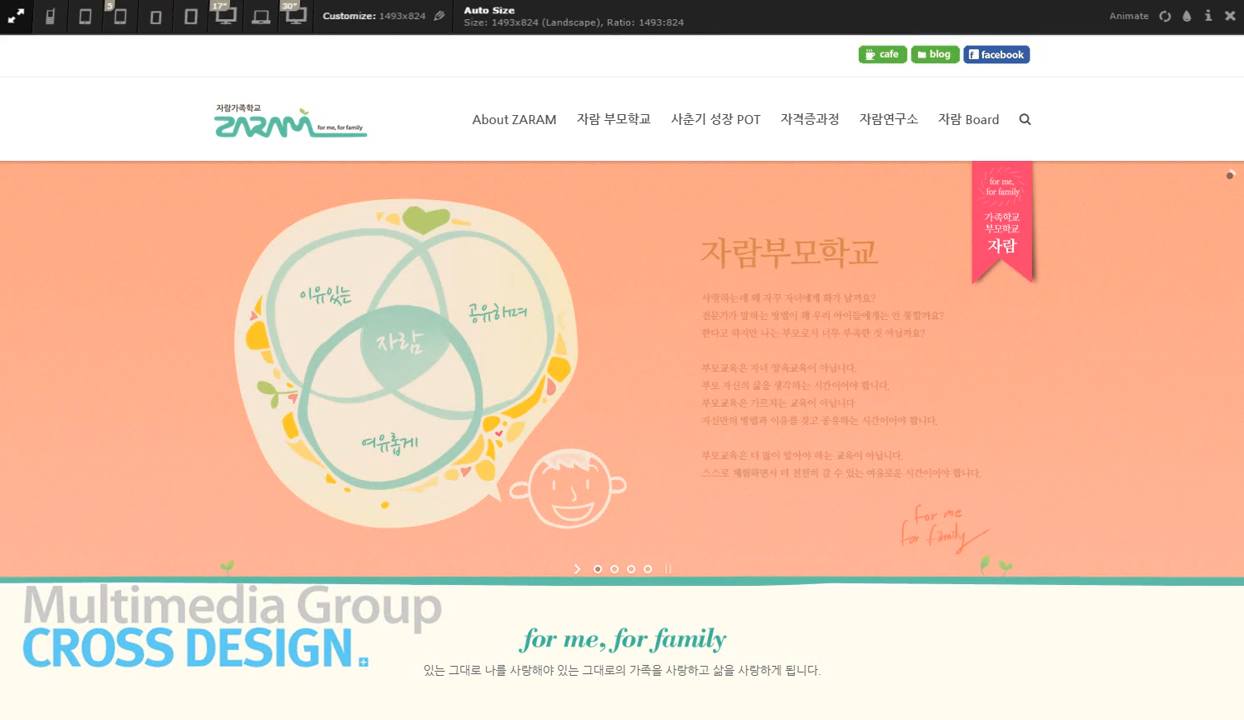 5
17"
30"
Customize: 1493x824
Auto Size
Size: 1493x824 (Landscape), Ratio: 1493:824
Animate
cafe
blog
facebook
자람가족학교
ZARAM
for me, for family
About ZARAM
자람 부모학교
사춘기 성장 POT
자격증과정
자람연구소
자람 Board
for me,
for family
가족학교
부모학교
자람
이유있는
공유하며
자람
여유롭게
자람부모학교
사랑하는데 왜 자꾸 자녀에게 화가 날까요?
전문가가 말하는 방법이 왜 우리 아이들에게는 안 통할까요?
한다고 하지만 나는 부모로서 너무 부족한 것 아닐까요?
부모교육은 자녀 양육교육이 아닙니다.
부모 자신의 삶을 생각하는 시간이어야 합니다.
부모교육은 가르치는 교육이 아닙니다
자신만의 방법과 이유를 찾고 공유하는 시간이어야 합니다.
부모교육은 더 많이 알아야 하는 교육이 아닙니다.
스스로 체험하면서 더 천천히 갈 수 있는 여유로운 시간이어야 합니다.
for me
for family
Multimedia Group
CROSS DESIGN.
for me, for family
있는 그대로 나를 사랑해야 있는 그대로의 가족을 사랑하고 삶을 사랑하게 됩니다.